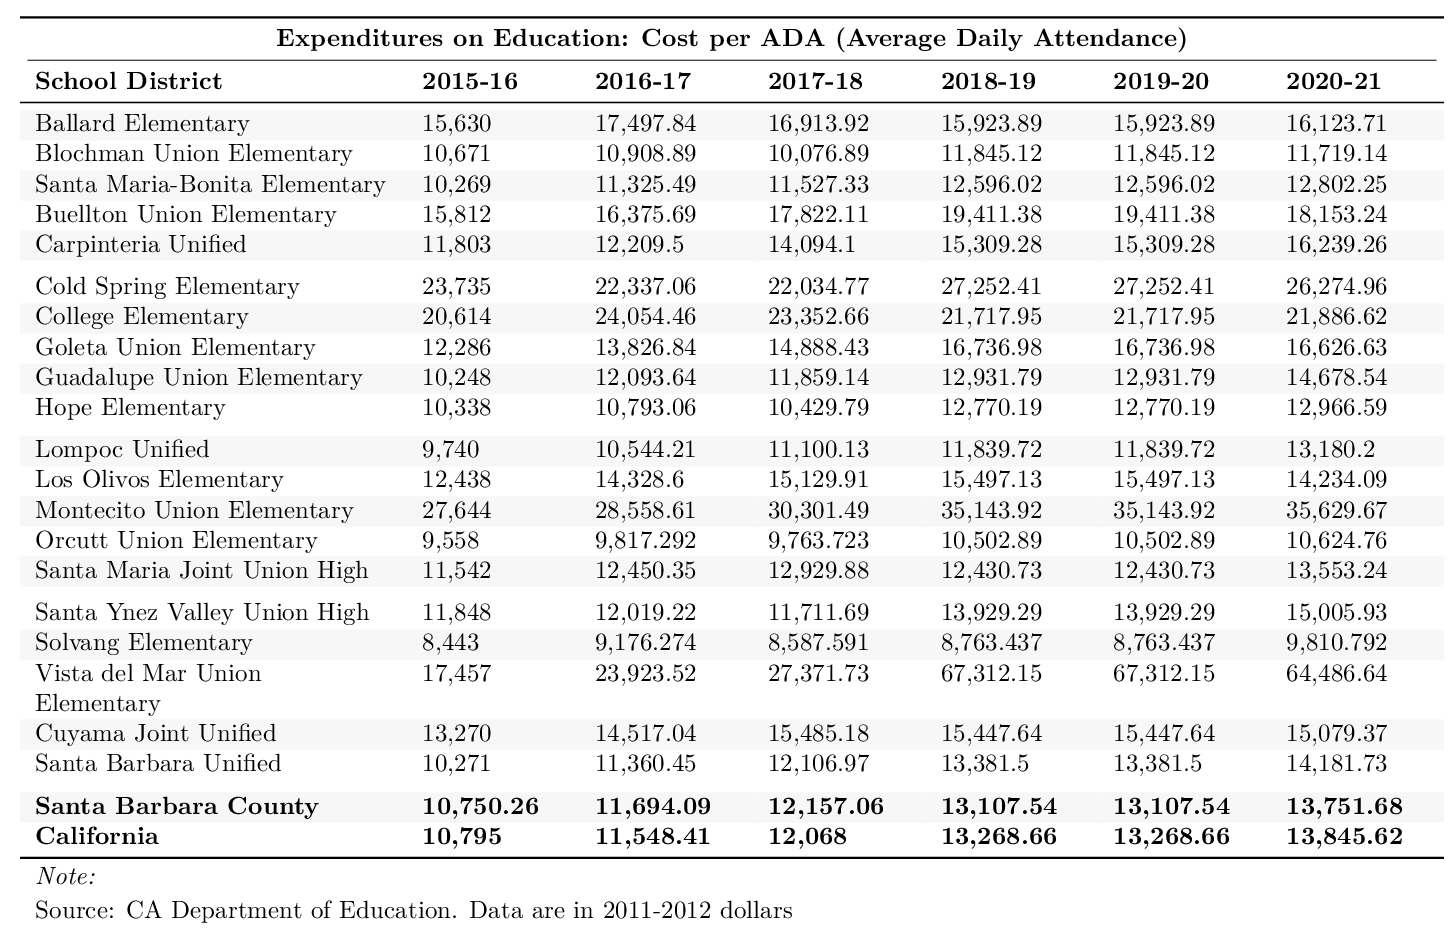 Expenditures on Education: Cost per ADA (Average Daily Attendance)
School District 2015-16 2016-17 2017-18 2018-19 2019-20 2020-21
Ballard Elementary 15,630 17,497.84 16,913.92 15,923.89 15,923.89 16,123.71
Blochman Union Elementary 10,671 10,908.89 10,076.89 11,845.12 11,845.12 11,719.14
Santa Maria-Bonita Elementary 10,269 11,325.49 11,527.33 12,596.02 12,596.02 12,802.25
Buellton Union Elementary 15,812 16,375.69 17,822.11 19,411.38 19,411.38 18,153.24
Carpinteria Unified 11,803 12,209.5 14,094.1 15,309.28 15,309.28 16,239.26
Cold Spring Elementary 23,735 22,337.06 22,034.77 27,252.41 27,252.41 26,274.96
College Elementary 20,614 24,054.46 23,352.66 21,717.95 21,717.95 21,886.62
Goleta Union Elementary 12,286 13,826.84 14,888.43 16,736.98 16,736.98 16,626.63
Guadalupe Union Elementary 10,248 12,093.64 11,859.14 12,931.79 12,931.79 14,678.54
Hope Elementary 10,338 10,793.06 10,429.79 12,770.19 12,770.19 12,966.59
Lompoc Unified 9,740 10,544.21 11,100.13 11,839.72 11,839.72 13,180.2
Los Olivos Elementary 12,438 14,328.6 15,129.91 15,497.13 15,497.13 14,234.09
Montecito Union Elementary 27,644 28,558.61 30,301.49 35,143.92 35,143.92 35,629.67
Orcutt Union Elementary 9,558 9,817.292 9,763.723 10,502.89 10,502.89 10,624.76
Santa Maria Joint Union High 11,542 12,450.35 12,929.88 12,430.73 12,430.73 13,553.24
Santa Ynez Valley Union High 11,848 12,019.22 11,711.69 13,929.29 13,929.29 15,005.93
Solvang Elementary 8,443 9,176.274 8,587.591 8,763.437 8,763.437 9,810.792
Vista del Mar Union 17,457 23,923.52 27,371.73 67,312.15 67,312.15 64,486.64
Elementary
Cuyama Joint Unified 13,270 14,517.04 15,485.18 15,447.64 15,447.64 15,079.37
Santa Barbara Unified 10,271 11,360.45 12,106.97 13,381.5 13,381.5 14,181.73
Santa Barbara County 10,750.26 11,694.09 12,157.06 13,107.54 13,107.54 13,751.68
California 10,795 11,548.41 12,068 13,268.66 13,268.66 13,845.62
Note:
Source: CA Department of Education. Data are in 2011-2012 dollars